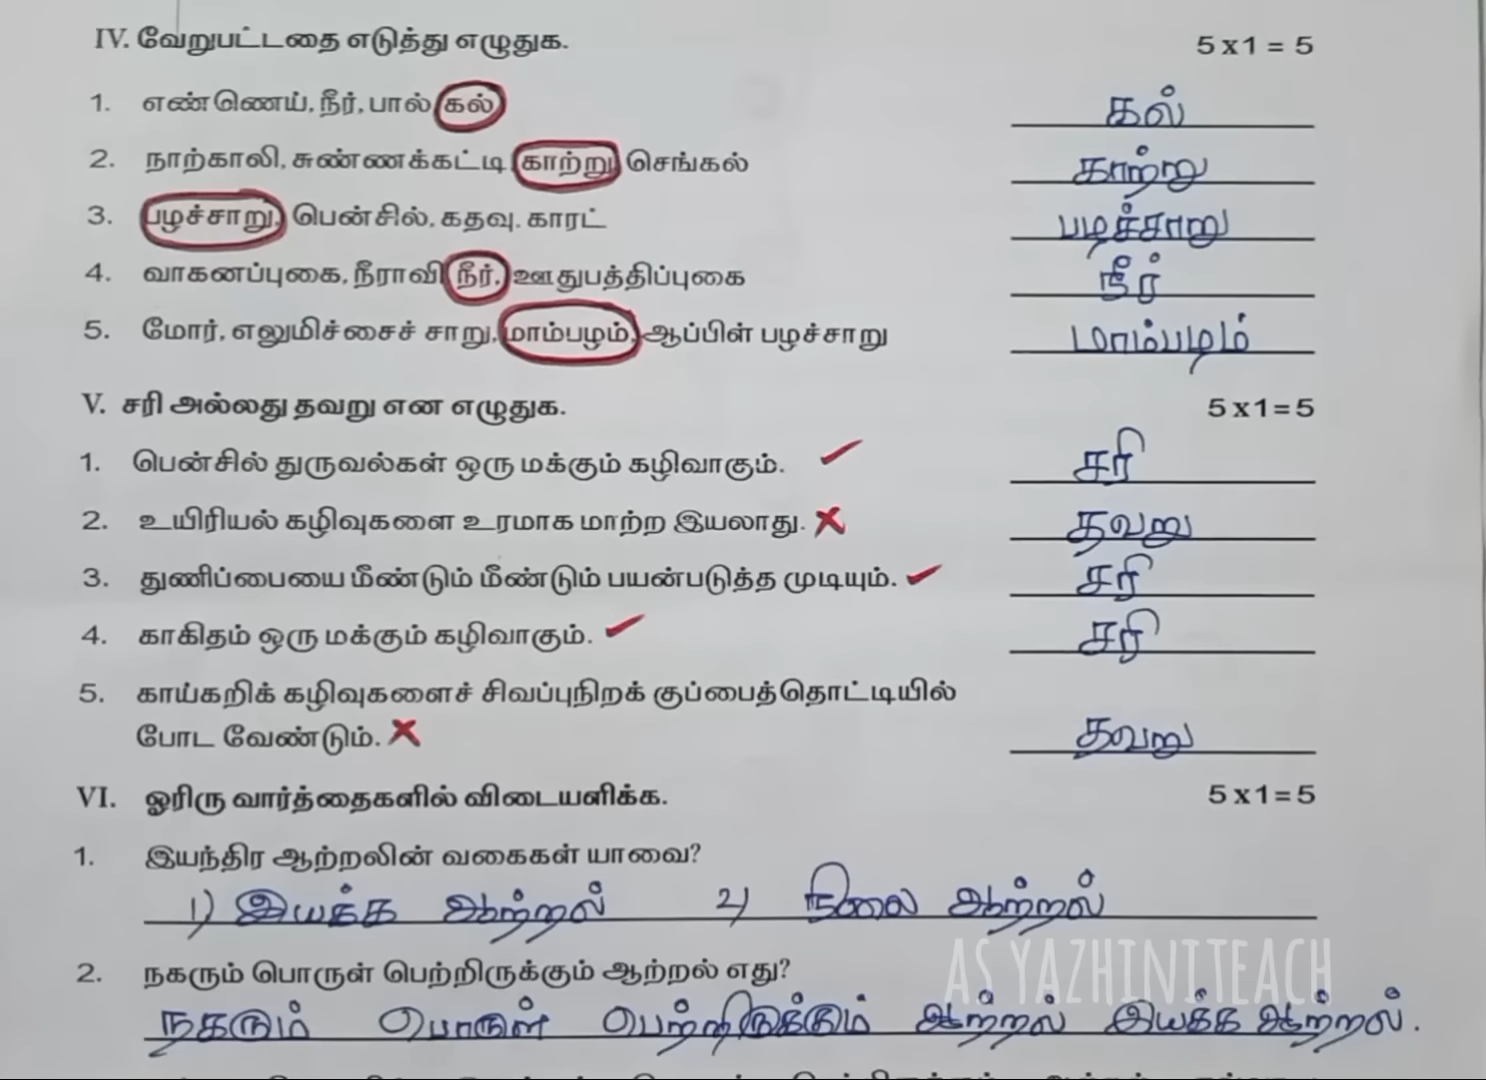 IV. வேறுபட்டதை எடுத்து எழுதுக. 5 x 1 = 5
1. எண்ணெய், நீர், பால் கல் கல்
2. நாற்காலி, சுண்ணக்கட்டி காற்று, செங்கல் காற்று
3. பழச்சாறு, பென்சில், கதவு. காரட் பழச்சாறு
4. வாகனப்புகை, நீராவி நீர், ஊதுபத்திப்புகை நீர்
5. மோர், எலுமிச்சைச் சாறு, மாம்பழம், ஆப்பிள் பழச்சாறு மாம்பழம்
V. சரி அல்லது தவறு என எழுதுக. 5 x 1 = 5
1. பென்சில் துருவல்கள் ஒரு மக்கும் கழிவாகும். ✓ சரி
2. உயிரியல் கழிவுகளை உரமாக மாற்ற இயலாது. ✗ தவறு
3. துணிப்பையை மீண்டும் மீண்டும் பயன்படுத்த முடியும். ✓ சரி
4. காகிதம் ஒரு மக்கும் கழிவாகும். ✓ சரி
5. காய்கறிக் கழிவுகளைச் சிவப்புநிறக் குப்பைத்தொட்டியில்
போட வேண்டும். ✗ தவறு
VI. ஓரிரு வார்த்தைகளில் விடையளிக்க. 5 x 1 = 5
1. இயந்திர ஆற்றலின் வகைகள் யாவை?
1) இயக்க ஆற்றல் 2) நிலை ஆற்றல்
AS YAZHINI TEACH
2. நகரும் பொருள் பெற்றிருக்கும் ஆற்றல் எது?
நகரும் பொருள் பெற்றிருக்கும் ஆற்றல் இயக்க ஆற்றல்.